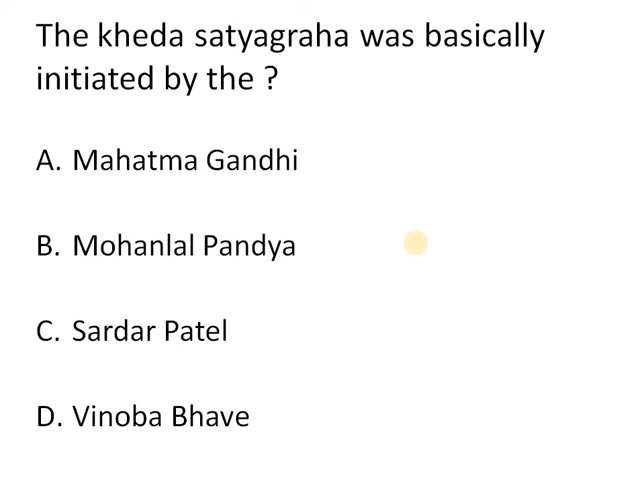 The kheda satyagraha was basically
initiated by the ?
A. Mahatma Gandhi
B. Mohanlal Pandya
C. Sardar Patel
D. Vinoba Bhave